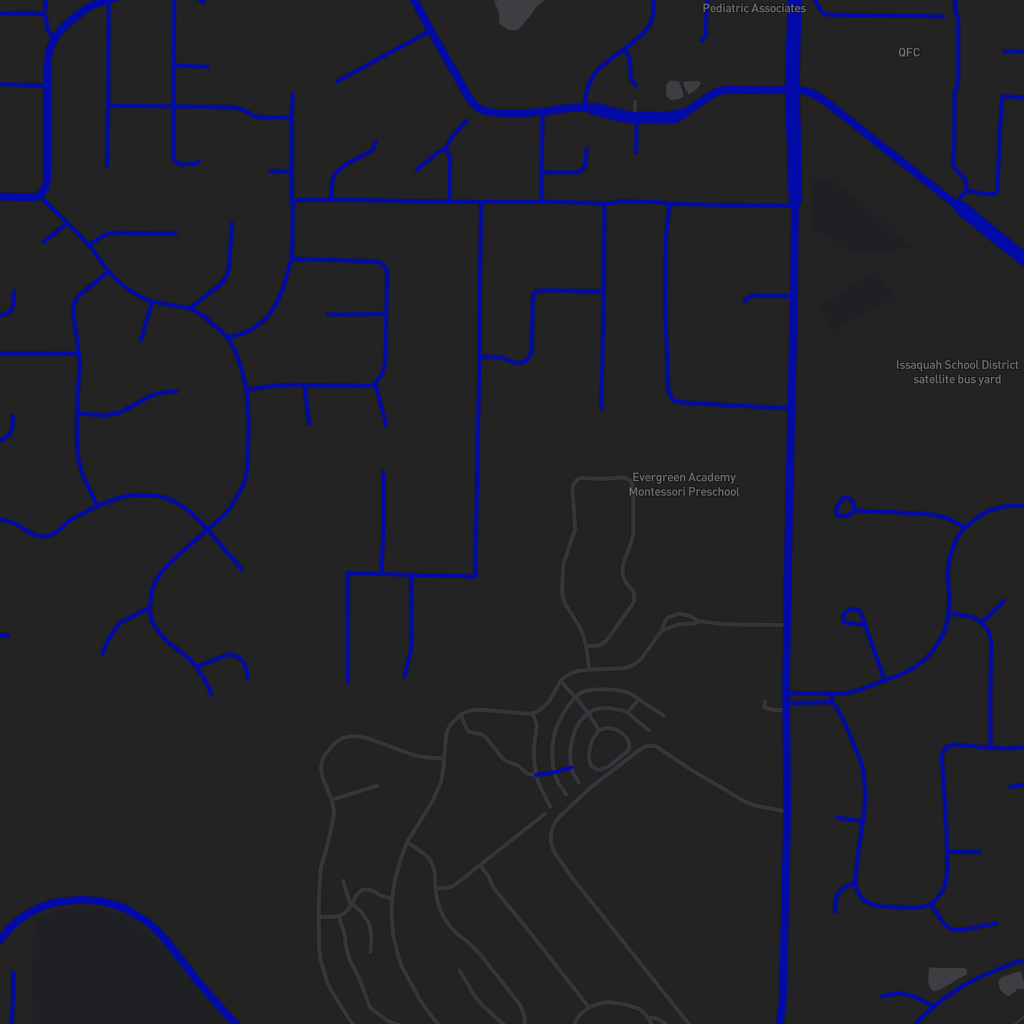 Pediatric Associates
QFC
Issaquah School District
satellite bus yard
Evergreen Academy
Montessori Preschool